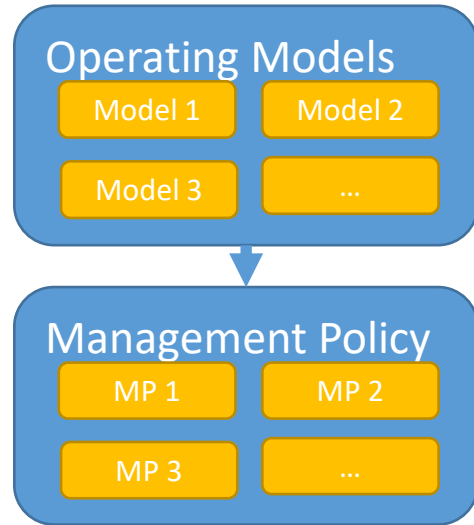 Operating Models
Model 1 Model 2
Model 3 ...
Management Policy
MP 1 MP 2
MP 3 ...